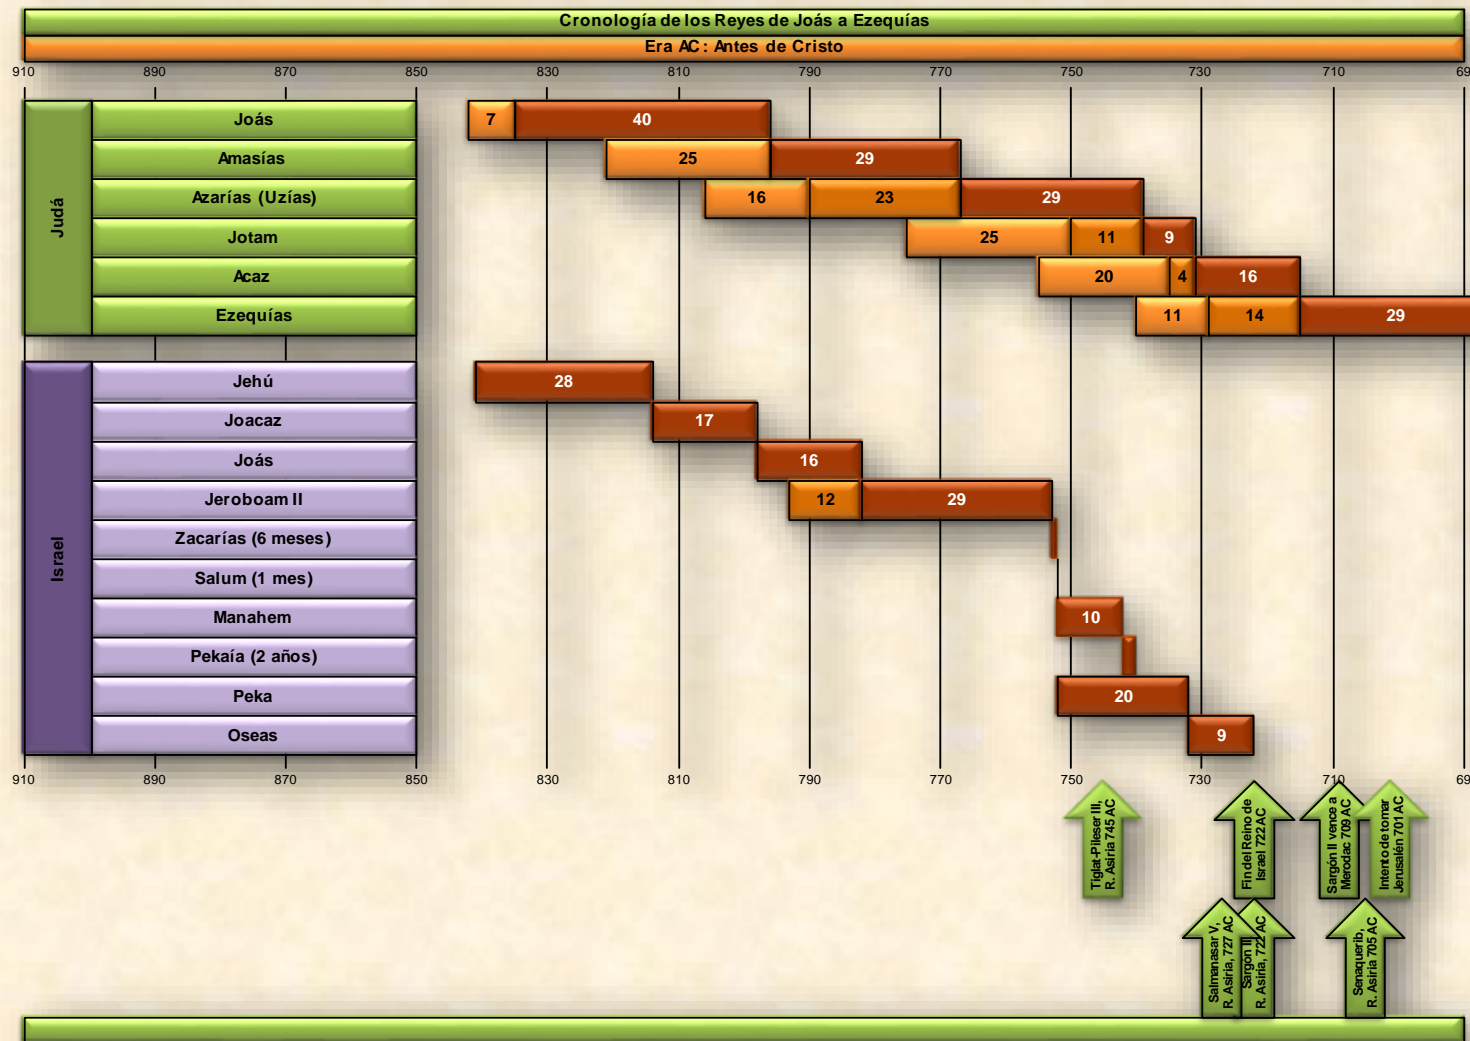 Cronología de los Reyes de Joás a Ezequías
Era AC: Antes de Cristo
910 890 870 850 830 810 790 770 750 730 710 69
Judá
Joás 7 40
Amasías 25 29
Azarías (Uzías) 16 23 29
Jotam 25 11 9
Acaz 20 4 16
Ezequías 11 14 29
Israel
Jehú 28
Joacaz 17
Joás 16
Jeroboam II 12 29
Zacarías (6 meses)
Salum (1 mes)
Manahem 10
Pekaía (2 años)
Peka 20
Oseas 9
910 890 870 850 830 810 790 770 750 730 710 69
Tiglat-Pileser III,
R. Asiria 745 AC
Fin del Reino de
Israel 722 AC
Sargón II vence a
Merodac 709 AC
Intento de tomar
Jerusalén 701 AC
Salmanasar V,
R. Asiria, 727 AC
Sargón II,
R. Asiria, 722 AC
Senaquerib,
R. Asiria 705 AC